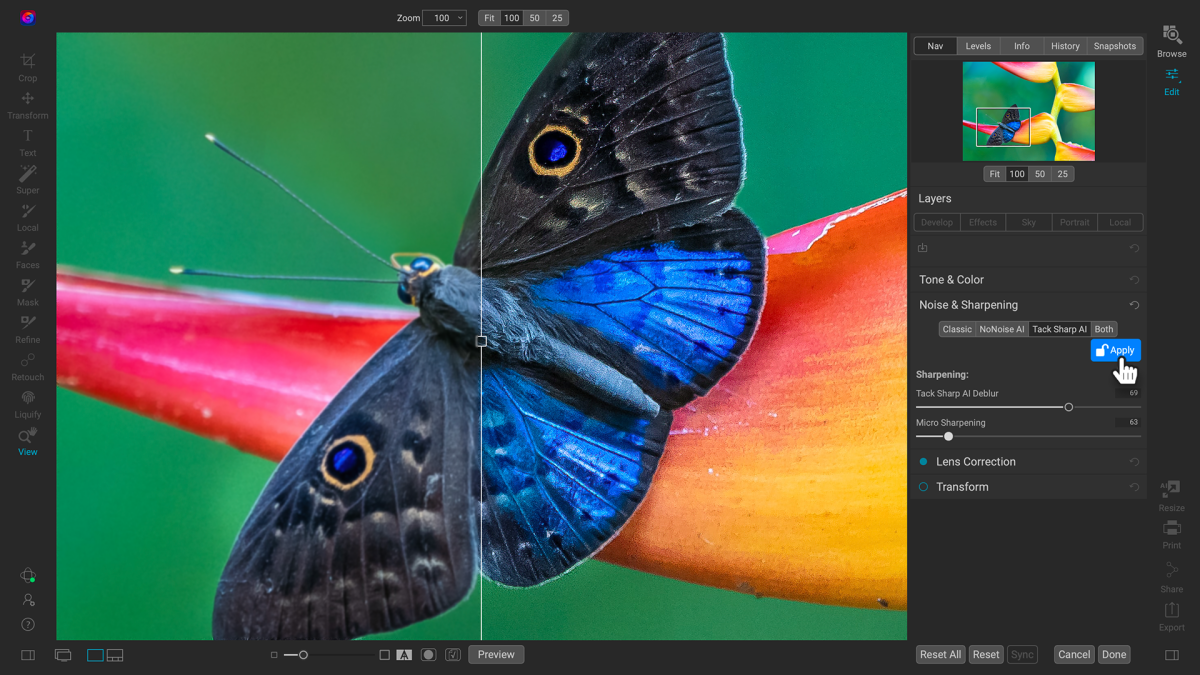 Zoom 100 Fit 100 50 25
Crop
Transform
Text
Super
Local
Faces
Mask
Refine
Retouch
Liquify
View
Nav Levels Info History Snapshots
Fit 100 50 25
Layers
Develop Effects Sky Portrait Local
Tone & Color
Noise & Sharpening
Classic NoNoise AI Tack Sharp AI Both
Apply
Sharpening:
Tack Sharp AI Deblur 69
Micro Sharpening 63
Lens Correction
Transform
Browse
Edit
AI
Resize
Print
Share
Export
A Preview
Reset All Reset Sync Cancel Done